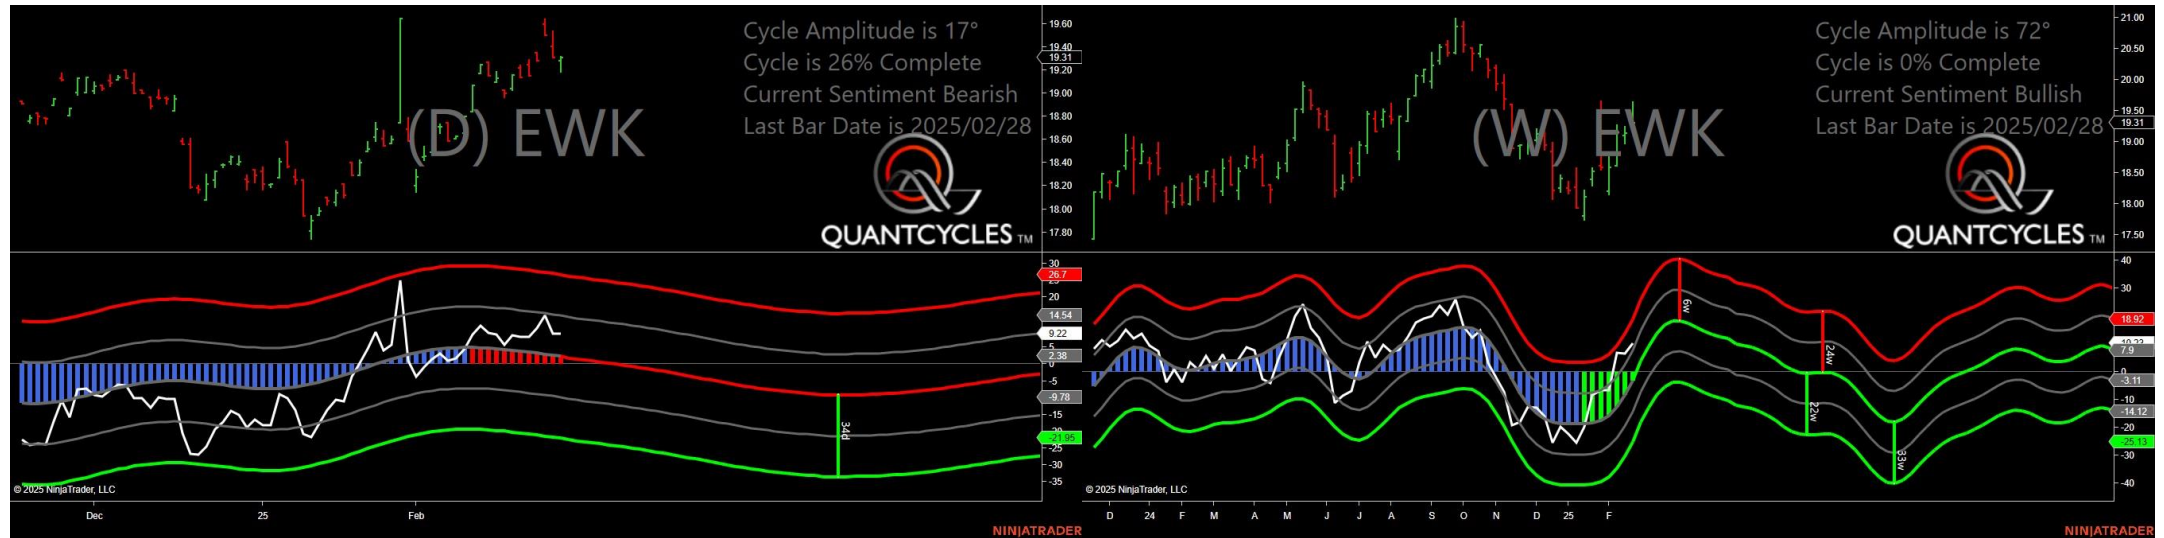 Cycle Amplitude is 17°
Cycle is 26% Complete
Current Sentiment Bearish
Last Bar Date is 2025/02/28
(D) EWK
QUANTCYCLES TM
19.60
19.40
19.31
19.20
19.00
18.80
18.60
18.40
18.20
18.00
17.80
30
26.7
20
14.54
9.22
5
2.38
0
-5
-9.78
-15
-21.95
-25
-30
-35
34d
© 2025 NinjaTrader, LLC
Dec
25
Feb
NINJATRADER
Cycle Amplitude is 72°
Cycle is 0% Complete
Current Sentiment Bullish
Last Bar Date is 2025/02/28
(W) EWK
QUANTCYCLES TM
21.00
20.50
20.00
19.50
19.31
19.00
18.50
18.00
17.50
40
30
18.92
7.9
0
-3.11
-10
-14.12
-20
-25.13
-30
-40
6w
24w
22w
33w
© 2025 NinjaTrader, LLC
D 24 F M A M J J A S O N D 25 F
NINJATRADER